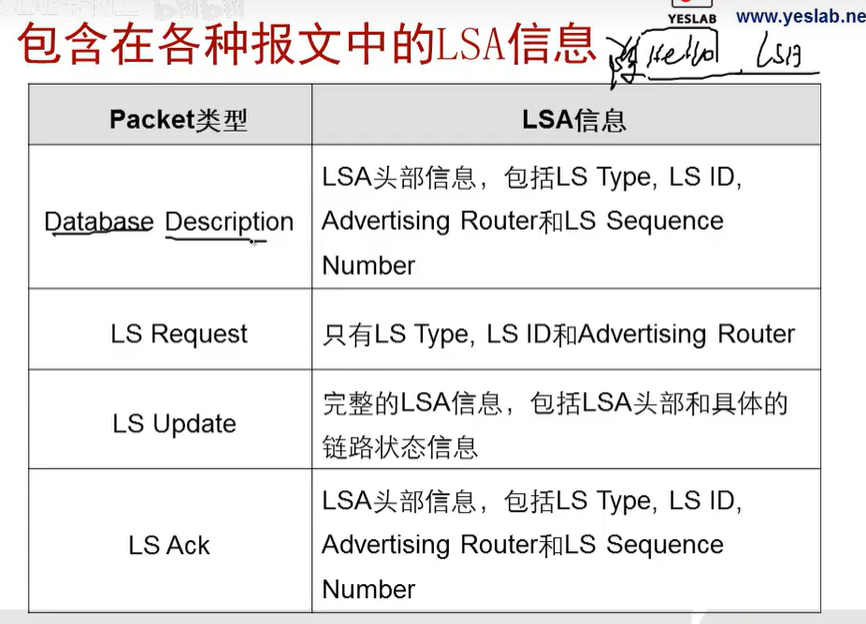 YESLAB
www.yeslab.ne
包含在各种报文中的LSA信息
Hello, LSA
Packet类型
LSA信息
Database Description
LSA头部信息，包括LS Type, LS ID,
Advertising Router和LS Sequence
Number
LS Request
只有LS Type, LS ID和Advertising Router
LS Update
完整的LSA信息，包括LSA头部和具体的
链路状态信息
LS Ack
LSA头部信息，包括LS Type, LS ID,
Advertising Router和LS Sequence
Number